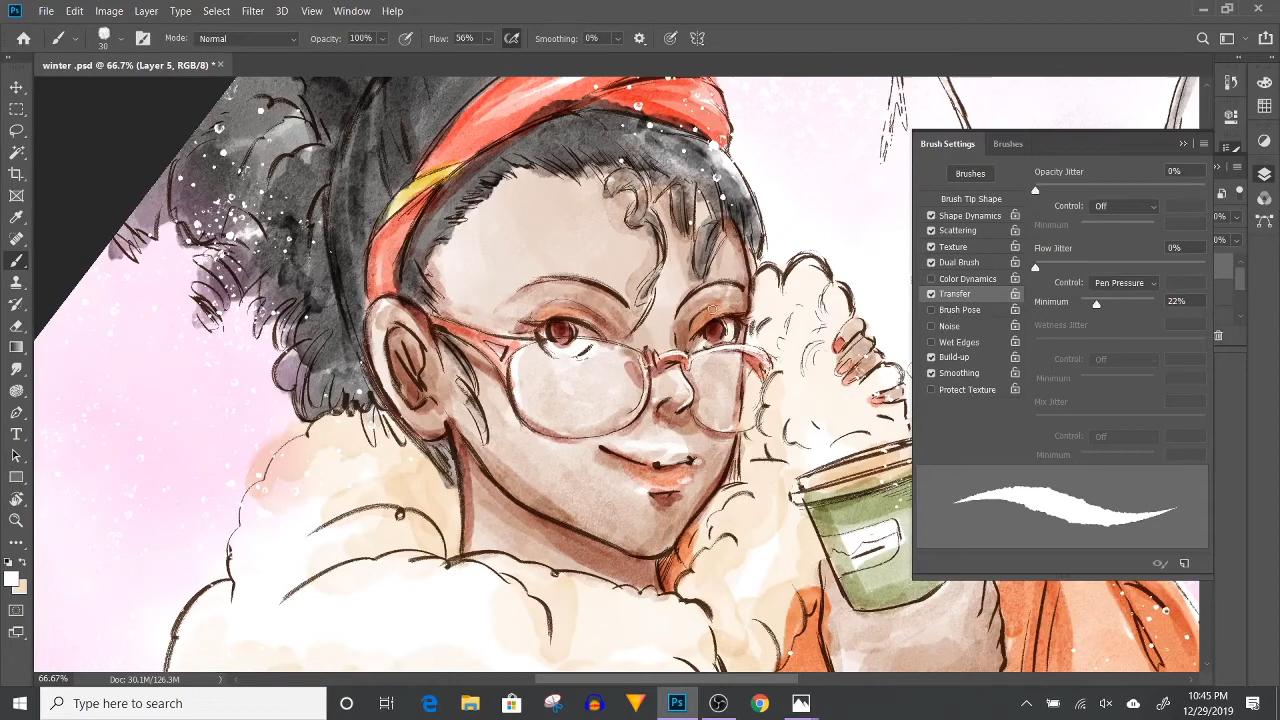 Ps File Edit Image Layer Type Select Filter 3D View Window Help
30 Mode: Normal Opacity: 100% Flow: 56% Smoothing: 0%
winter .psd @ 66.7% (Layer 5, RGB/8) *
Brush Settings Brushes
Brushes
Brush Tip Shape
Shape Dynamics
Scattering
Texture
Dual Brush
Color Dynamics
Transfer
Brush Pose
Noise
Wet Edges
Build-up
Smoothing
Protect Texture
Opacity Jitter 0%
Control: Off
Minimum
Flow Jitter 0%
Control: Pen Pressure
Minimum 22%
Wetness Jitter
Control: Off
Minimum
Mix Jitter
Control: Off
Minimum
0%
0%
66.67% Doc: 30.1M/126.3M
Type here to search
Ps
10:45 PM
12/29/2019